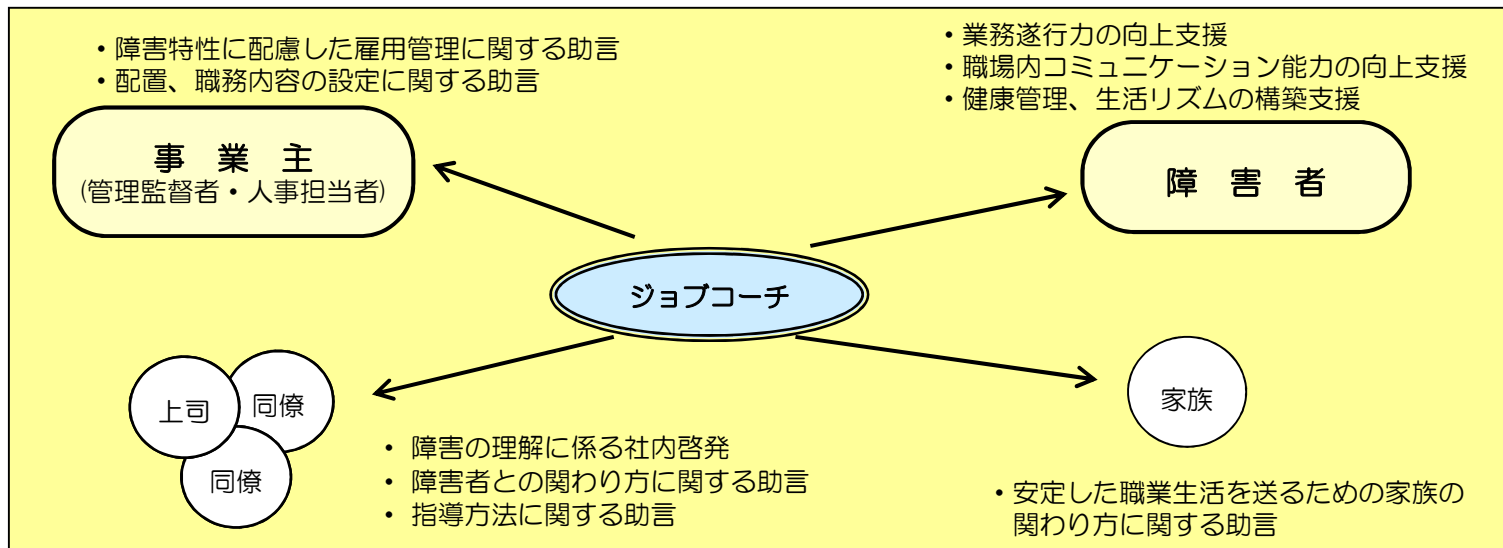 ・障害特性に配慮した雇用管理に関する助言
・配置、職務内容の設定に関する助言
事 業 主
(管理監督者・人事担当者)
・業務遂行力の向上支援
・職場内コミュニケーション能力の向上支援
・健康管理、生活リズムの構築支援
障 害 者
ジョブコーチ
上司
同僚
同僚
・ 障害の理解に係る社内啓発
・ 障害者との関わり方に関する助言
・ 指導方法に関する助言
家族
・安定した職業生活を送るための家族の
関わり方に関する助言